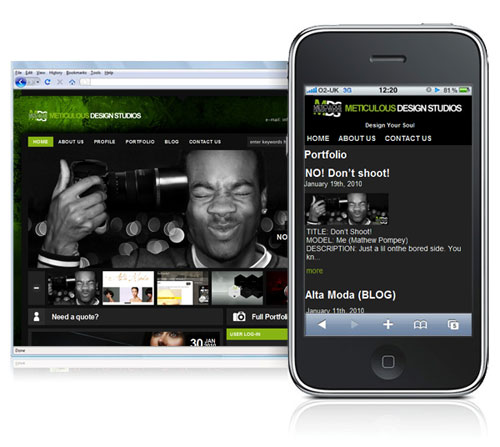 File Edit View History Bookmarks Tools Help
MDS METICULOUS DESIGN STUDIOS
e-mail:
HOME ABOUT US PROFILE PORTFOLIO BLOG CONTACT US enter keywords
NO
Need a quote? Full Portfo
30 JAN 2010
USER LOG-IN
Done
O2-UK 3G 12:20 81%
MDS METICULOUS DESIGN STUDIOS
Design Your Soul
HOME ABOUT US CONTACT US
Portfolio
NO! Don't shoot!
January 19th, 2010
TITLE: Don't Shoot!
MODEL: Me (Mathew Pompey)
DESCRIPTION: Just a lil onthe bored side. You
kn...
more
Alta Moda (BLOG)
January 11th, 2010
5